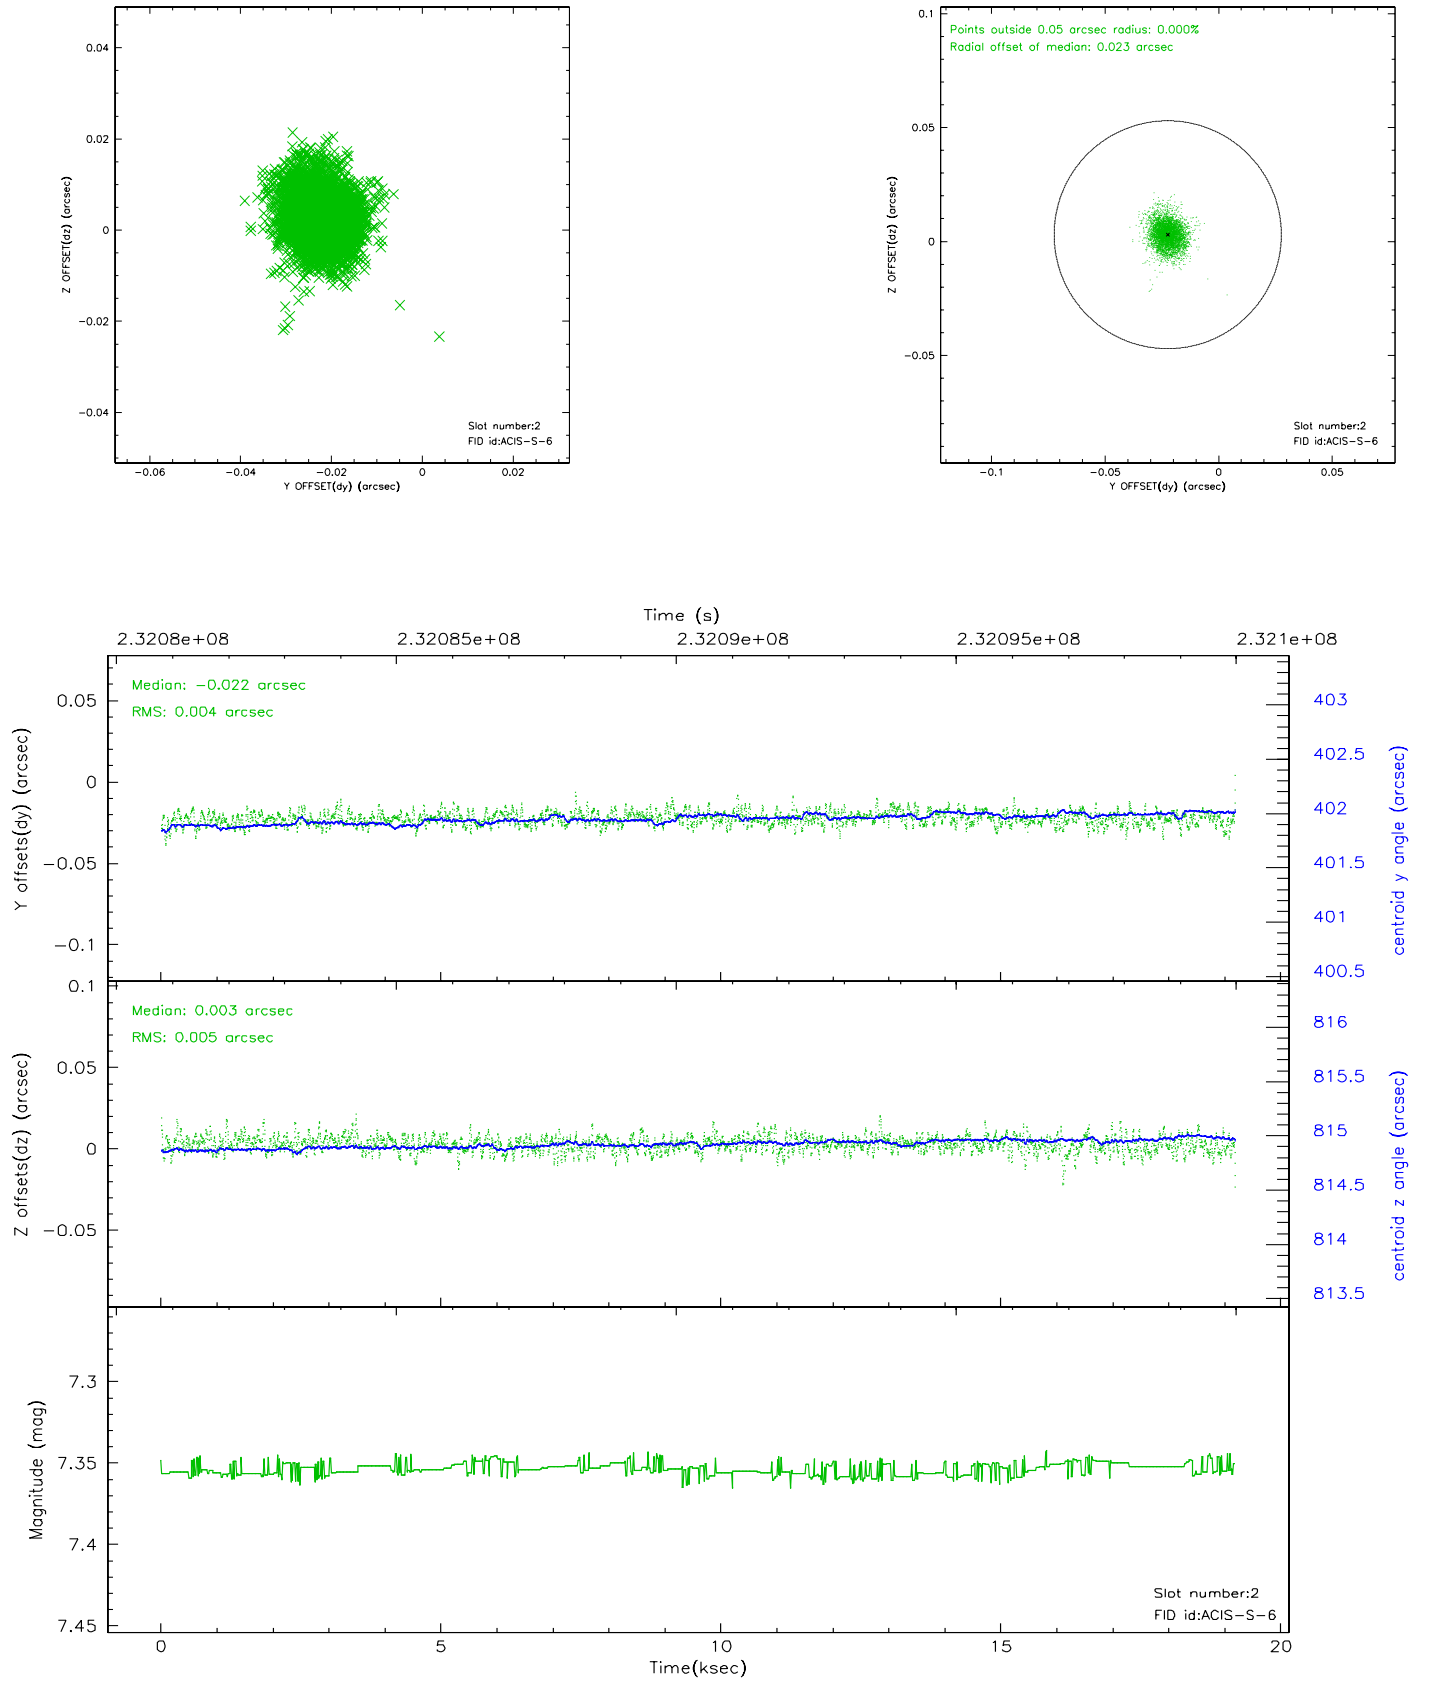 0.04
0.02
0
−0.02
−0.04
Z OFFSET(dz) (arcsec)
Slot number:2
FID id:ACIS−S−6
−0.06
−0.04
−0.02
0
0.02
Y OFFSET(dy) (arcsec)
0.1
0.05
0
−0.05
Z OFFSET(dz) (arcsec)
Points outside 0.05 arcsec radius: 0.000%
Radial offset of median: 0.023 arcsec
Slot number:2
FID id:ACIS−S−6
−0.1
−0.05
0
0.05
Y OFFSET(dy) (arcsec)
Time (s)
2.3208e+08
2.32085e+08
2.3209e+08
2.32095e+08
2.321e+08
Median: −0.022 arcsec
RMS: 0.004 arcsec
0.05
0
−0.05
−0.1
Y offsets(dy) (arcsec)
403
402.5
402
401.5
401
400.5
centroid y angle (arcsec)
Median: 0.003 arcsec
RMS: 0.005 arcsec
0.1
0.05
0
−0.05
Z offsets(dz) (arcsec)
816
815.5
815
814.5
814
813.5
centroid z angle (arcsec)
7.3
7.35
7.4
7.45
Magnitude (mag)
Slot number:2
FID id:ACIS−S−6
0
5
10
15
20
Time(ksec)